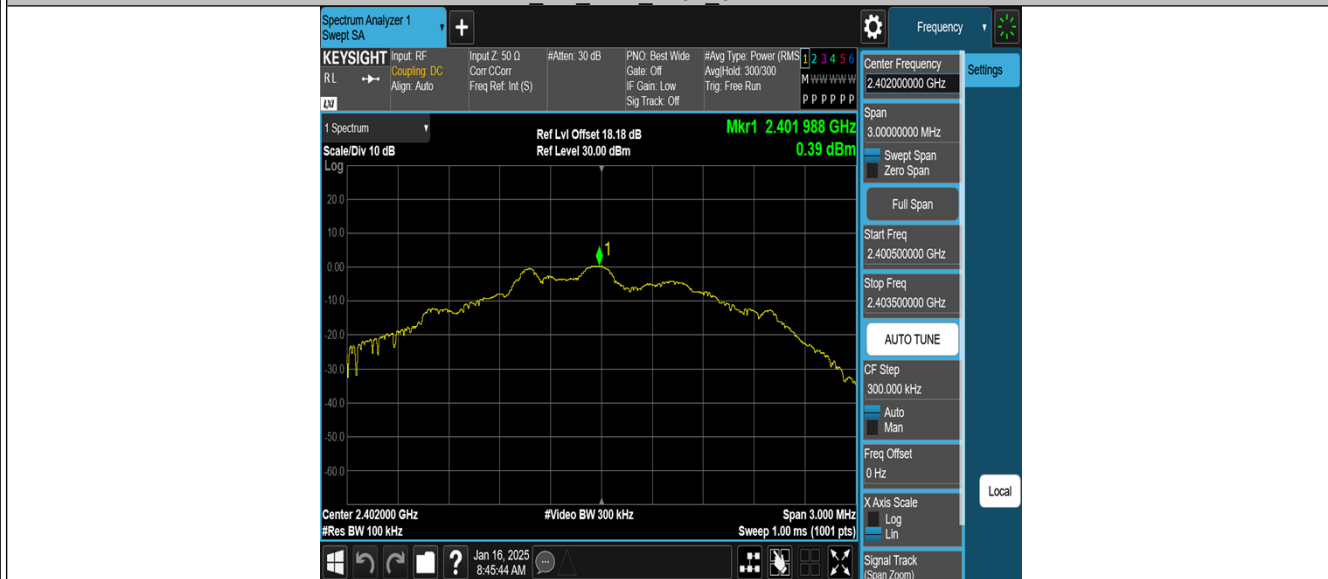 Spectrum Analyzer 1
Swept SA
+
Frequency
KEYSIGHT
RL
LXI
Input: RF
Coupling: DC
Align: Auto
Input Z: 50 Ω
Corr CCorr
Freq Ref: Int (S)
#Atten: 30 dB
PNO: Best Wide
Gate: Off
IF Gain: Low
Sig Track: Off
#Avg Type: Power (RMS
Avg|Hold: 300/300
Trig: Free Run
1 2 3 4 5 6
M W W W W W
P P P P P P
1 Spectrum
Scale/Div 10 dB
Log
Ref Lvl Offset 18.18 dB
Ref Level 30.00 dBm
Mkr1 2.401 988 GHz
0.39 dBm
1
20.0
10.0
0.00
-10.0
-20.0
-30.0
-40.0
-50.0
-60.0
Center 2.402000 GHz
#Res BW 100 kHz
#Video BW 300 kHz
Span 3.000 MHz
Sweep 1.00 ms (1001 pts)
Jan 16, 2025
8:45:44 AM
?
Center Frequency
2.402000000 GHz
Settings
Span
3.00000000 MHz
Swept Span
Zero Span
Full Span
Start Freq
2.400500000 GHz
Stop Freq
2.403500000 GHz
AUTO TUNE
CF Step
300.000 kHz
Auto
Man
Freq Offset
0 Hz
X Axis Scale
Log
Lin
Local
Signal Track
(Span Zoom)